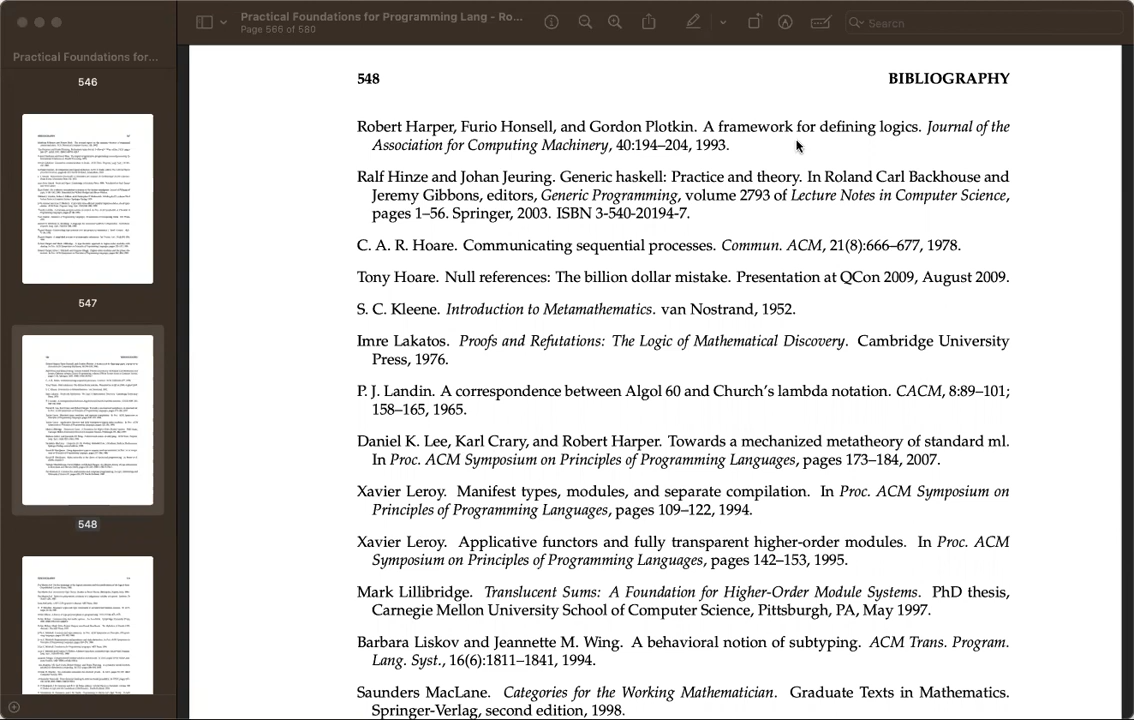 Practical Foundations for Programming Lang - Ro...
Page 566 of 580
Search
Practical Foundations for...
546
547
548
548 BIBLIOGRAPHY
Robert Harper, Furio Honsell, and Gordon Plotkin. A framework for defining logics. Journal of the
Association for Computing Machinery, 40:194–204, 1993.
Ralf Hinze and Johan Jeuring. Generic haskell: Practice and theory. In Roland Carl Backhouse and
Jeremy Gibbons, editors, Generic Programming, volume 2793 of Lecture Notes in Computer Science,
pages 1–56. Springer, 2003. ISBN 3-540-20194-7.
C. A. R. Hoare. Communicating sequential processes. Commun. ACM, 21(8):666–677, 1978.
Tony Hoare. Null references: The billion dollar mistake. Presentation at QCon 2009, August 2009.
S. C. Kleene. Introduction to Metamathematics. van Nostrand, 1952.
Imre Lakatos. Proofs and Refutations: The Logic of Mathematical Discovery. Cambridge University
Press, 1976.
P. J. Landin. A correspondence between Algol 60 and Church's lambda notation. CACM, 8:89–101;
158–165, 1965.
Daniel K. Lee, Karl Crary, and Robert Harper. Towards a mechanized metatheory of standard ml.
In Proc. ACM Symposium on Principles of Programming Languages, pages 173–184, 2007.
Xavier Leroy. Manifest types, modules, and separate compilation. In Proc. ACM Symposium on
Principles of Programming Languages, pages 109–122, 1994.
Xavier Leroy. Applicative functors and fully transparent higher-order modules. In Proc. ACM
Symposium on Principles of Programming Languages, pages 142–153, 1995.
Mark Lillibridge. Translucent Sums: A Foundation for Higher-Order Module Systems. PhD thesis,
Carnegie Mellon University School of Computer Science, Pittsburgh, PA, May 1997.
Barbara Liskov and Jeannette M. Wing. A behavioral notion of subtyping. ACM Trans. Program.
Lang. Syst., 16(6):1811–1841, 1994.
Saunders MacLane. Categories for the Working Mathematician. Graduate Texts in Mathematics.
Springer-Verlag, second edition, 1998.